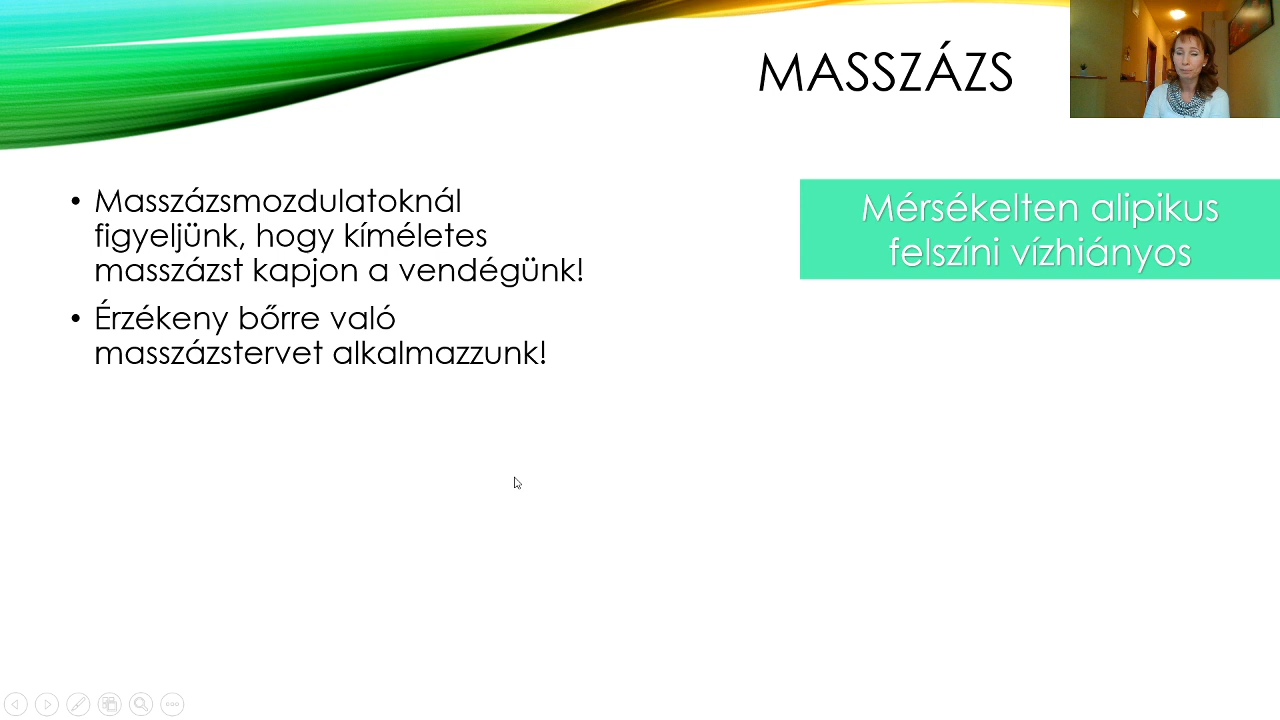 MASSZÁZS
• Masszázsmozdulatoknál
figyeljünk, hogy kíméletes
masszázst kapjon a vendégünk!
• Érzékeny bőrre való
masszázstervet alkalmazzunk!
Mérsékelten alipikus
felszíni vízhiányos